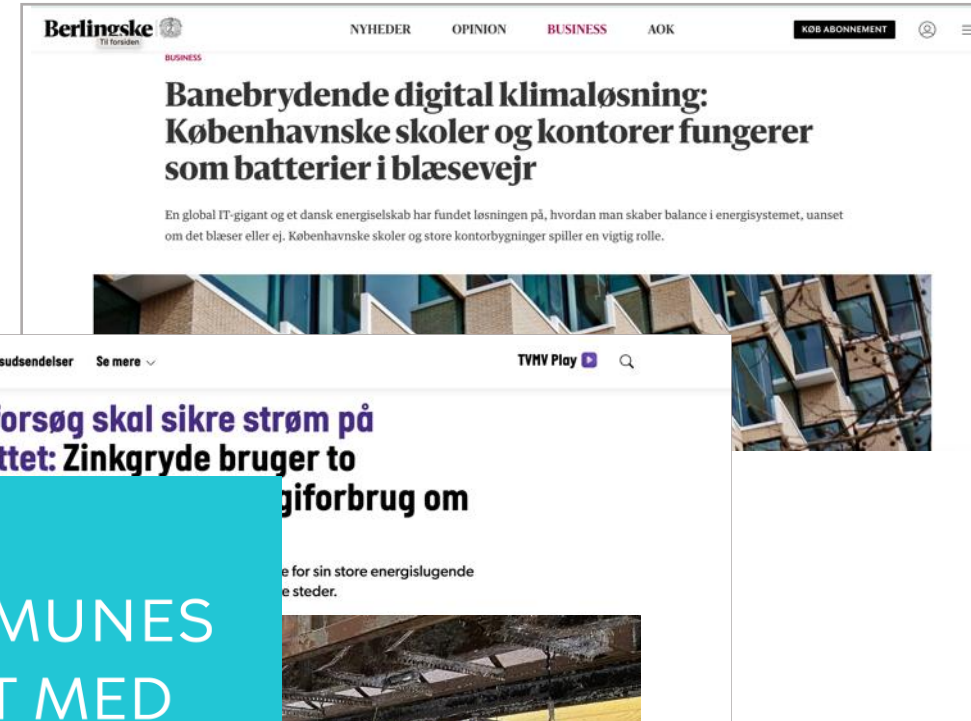 Berlingske
Til forsiden
NYHEDER OPINION BUSINESS AOK
KØB ABONNEMENT
BUSINESS
Banebrydende digital klimaløsning:
Københavnske skoler og kontorer fungerer
som batterier i blæsevejr
En global IT-gigant og et dansk energiselskab har fundet løsningen på, hvordan man skaber balance i energisystemet, uanset
om det blæser eller ej. Københavnske skoler og store kontorbygninger spiller en vigtig rolle.
sudsendelser Se mere TVMV Play
orsøg skal sikre strøm på
ttet: Zinkgryde bruger to
giforbrug om
e for sin store energislugende
e steder.
MUNES
T MED